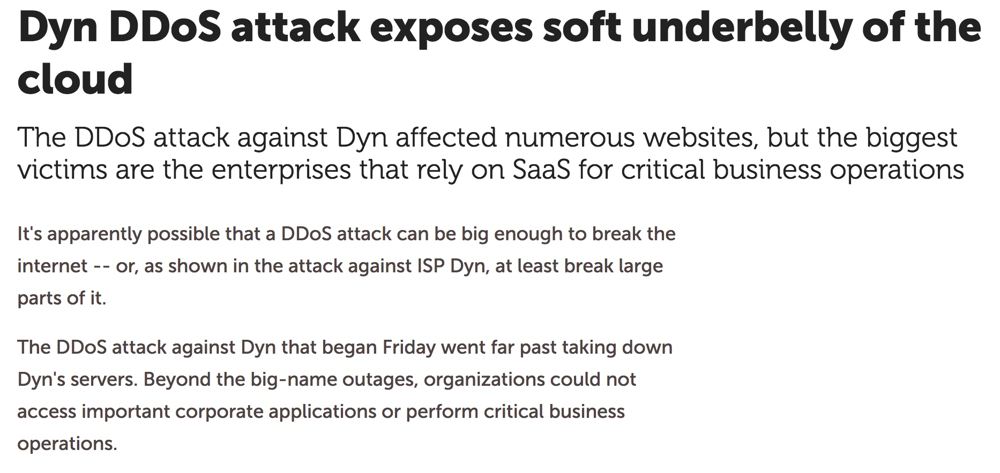 Dyn DDoS attack exposes soft underbelly of the
cloud
The DDoS attack against Dyn affected numerous websites, but the biggest
victims are the enterprises that rely on SaaS for critical business operations
It's apparently possible that a DDoS attack can be big enough to break the
internet -- or, as shown in the attack against ISP Dyn, at least break large
parts of it.
The DDoS attack against Dyn that began Friday went far past taking down
Dyn's servers. Beyond the big-name outages, organizations could not
access important corporate applications or perform critical business
operations.